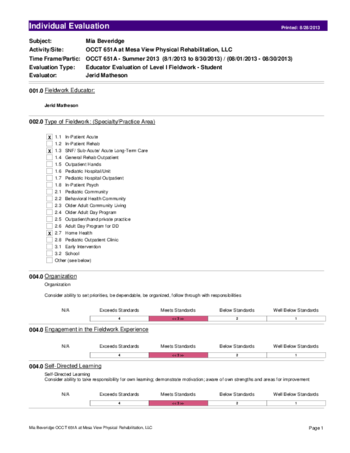 Individual Evaluation Printed: 8/28/2013
Subject: Mia Beveridge
Activity/Site: OCCT 651A at Mesa View Physical Rehabilitation, LLC
Time Frame/Partic: OCCT 651A - Summer 2013 (8/1/2013 to 8/30/2013) / (08/01/2013 - 08/30/2013)
Evaluation Type: Educator Evaluation of Level I Fieldwork - Student
Evaluator: Jerid Matheson
001.0 Fieldwork Educator:
Jerid Matheson
002.0 Type of Fieldwork: (Specialty/Practice Area)
x 1.1 In-Patient Acute
1.2 In-Patient Rehab
x 1.3 SNF/ Sub-Acute/ Acute Long-Term Care
1.4 General Rehab Outpatient
1.5 Outpatient Hands
1.6 Pediatric Hospital/Unit
1.7 Pediatric Hospital Outpatient
1.8 In-Patient Psych
2.1 Pediatric Community
2.2 Behavioral Health Community
2.3 Older Adult Community Living
2.4 Older Adult Day Program
2.5 Outpatient/hand private practice
2.6 Adult Day Program for DD
x 2.7 Home Health
2.8 Pediatric Outpatient Clinic
3.1 Early Intervention
3.2 School
Other (see below)
004.0 Organization
Organization
Consider ability to set priorities, be dependable, be organized, follow through with responsibilities
N/A Exceeds Standards Meets Standards Below Standards Well Below Standards
4 2 1
004.0 Engagement in the Fieldwork Experience
N/A Exceeds Standards Meets Standards Below Standards Well Below Standards
4 2 1
004.0 Self-Directed Learning
Self-Directed Learning
Consider ability to take responsibility for own learning; demonstrate motivation; aware of own strengths and areas for improvement
N/A Exceeds Standards Meets Standards Below Standards Well Below Standards
4 2 1
Mia Beveridge OCCT 651A at Mesa View Physical Rehabilitation, LLC Page 1